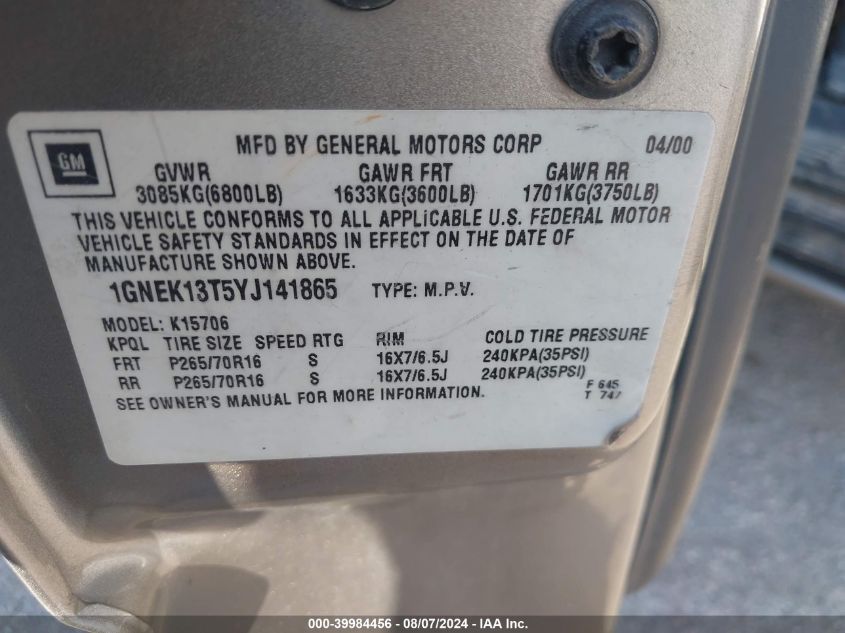 GM
MFD BY GENERAL MOTORS CORP 04/00
GVWR GAWR FRT GAWR RR
3085KG(6800LB) 1633KG(3600LB) 1701KG(3750LB)
THIS VEHICLE CONFORMS TO ALL APPLICABLE U.S. FEDERAL MOTOR
VEHICLE SAFETY STANDARDS IN EFFECT ON THE DATE OF
MANUFACTURE SHOWN ABOVE.
1GNEK13T5YJ141865 TYPE: M.P.V.
MODEL: K15706
KPQL TIRE SIZE SPEED RTG RIM COLD TIRE PRESSURE
FRT P265/70R16 S 16X7/6.5J 240KPA(35PSI)
RR P265/70R16 S 16X7/6.5J 240KPA(35PSI)
SEE OWNER'S MANUAL FOR MORE INFORMATION.
F 645
T 747
000-39984456 - 08/07/2024 - IAA Inc.